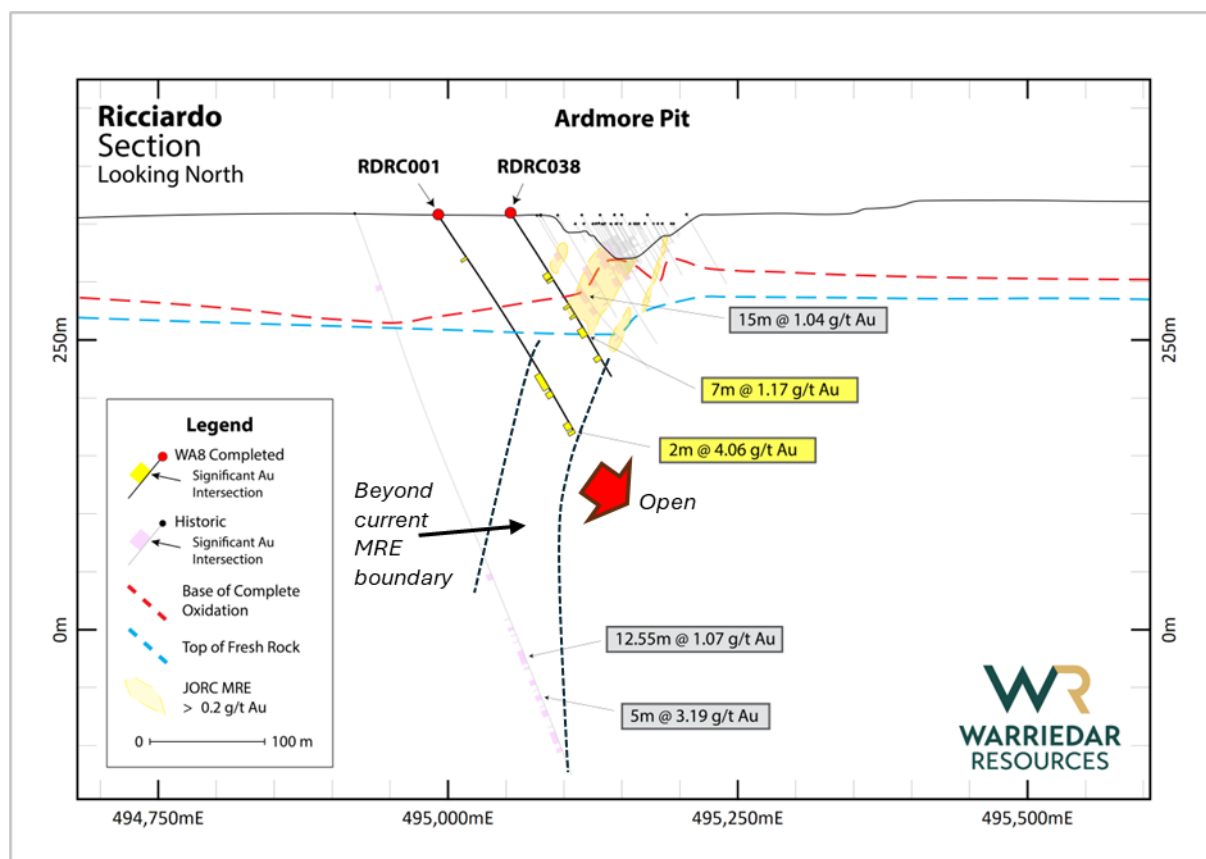 Ricciardo
Section
Looking North
Ardmore Pit
RDRC001
RDRC038
250m
250m
15m @ 1.04 g/t Au
7m @ 1.17 g/t Au
2m @ 4.06 g/t Au
Open
Beyond
current
MRE
boundary
Legend
WA8 Completed
Significant Au
Intersection
Historic
Significant Au
Intersection
Base of Complete
Oxidation
Top of Fresh Rock
JORC MRE
> 0.2 g/t Au
0
100 m
0m
0m
12.55m @ 1.07 g/t Au
5m @ 3.19 g/t Au
WR
WARRIEDAR
RESOURCES
494,750mE
495,000mE
495,250mE
495,500mE